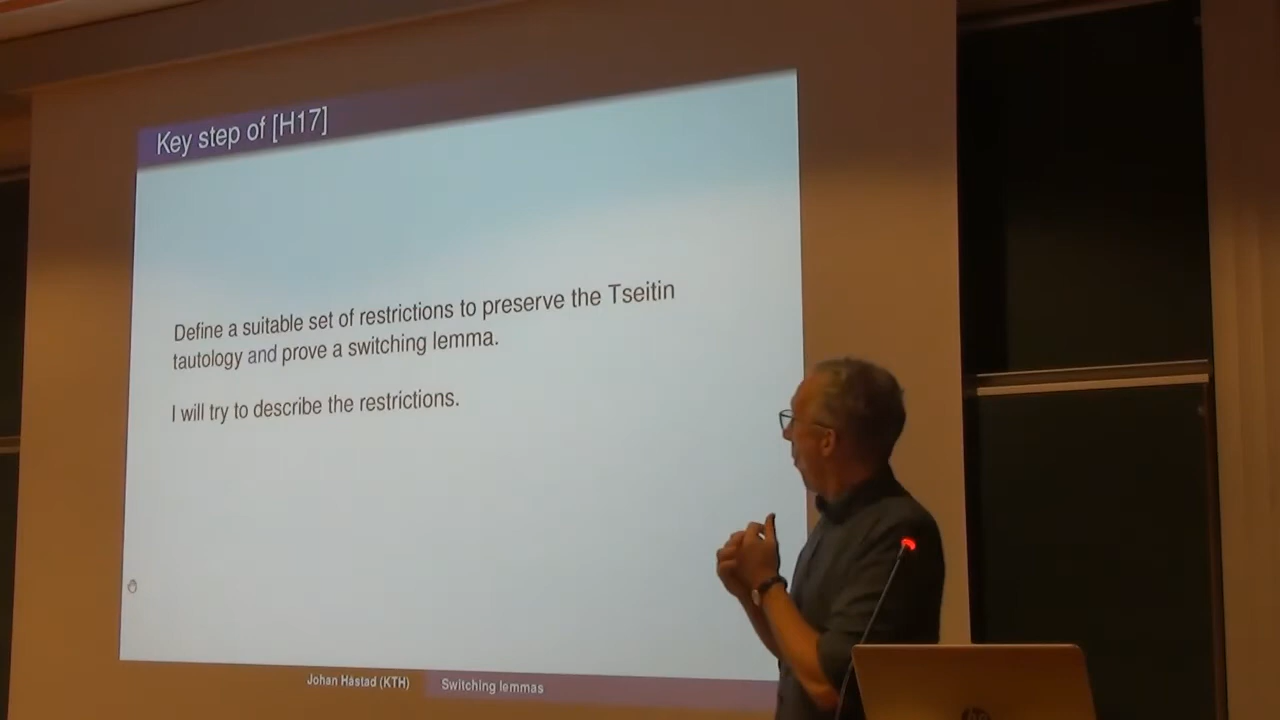 Key step of [H17]
Define a suitable set of restrictions to preserve the Tseitin
tautology and prove a switching lemma.
I will try to describe the restrictions.
Johan Håstad (KTH)
Switching lemmas
hp